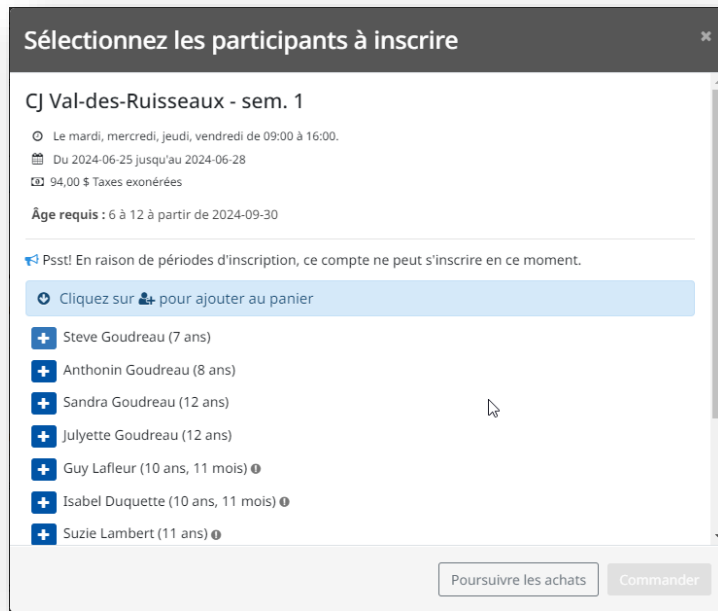 Sélectionnez les participants à inscrire
×
CJ Val-des-Ruisseaux - sem. 1
Le mardi, mercredi, jeudi, vendredi de 09:00 à 16:00.
Du 2024-06-25 jusqu'au 2024-06-28
94,00 $ Taxes exonérées
Âge requis : 6 à 12 à partir de 2024-09-30
Psst! En raison de périodes d'inscription, ce compte ne peut s'inscrire en ce moment.
Cliquez sur pour ajouter au panier
Steve Goudreau (7 ans)
Anthonin Goudreau (8 ans)
Sandra Goudreau (12 ans)
Julyette Goudreau (12 ans)
Guy Lafleur (10 ans, 11 mois)
Isabel Duquette (10 ans, 11 mois)
Suzie Lambert (11 ans)
Poursuivre les achats
Commander